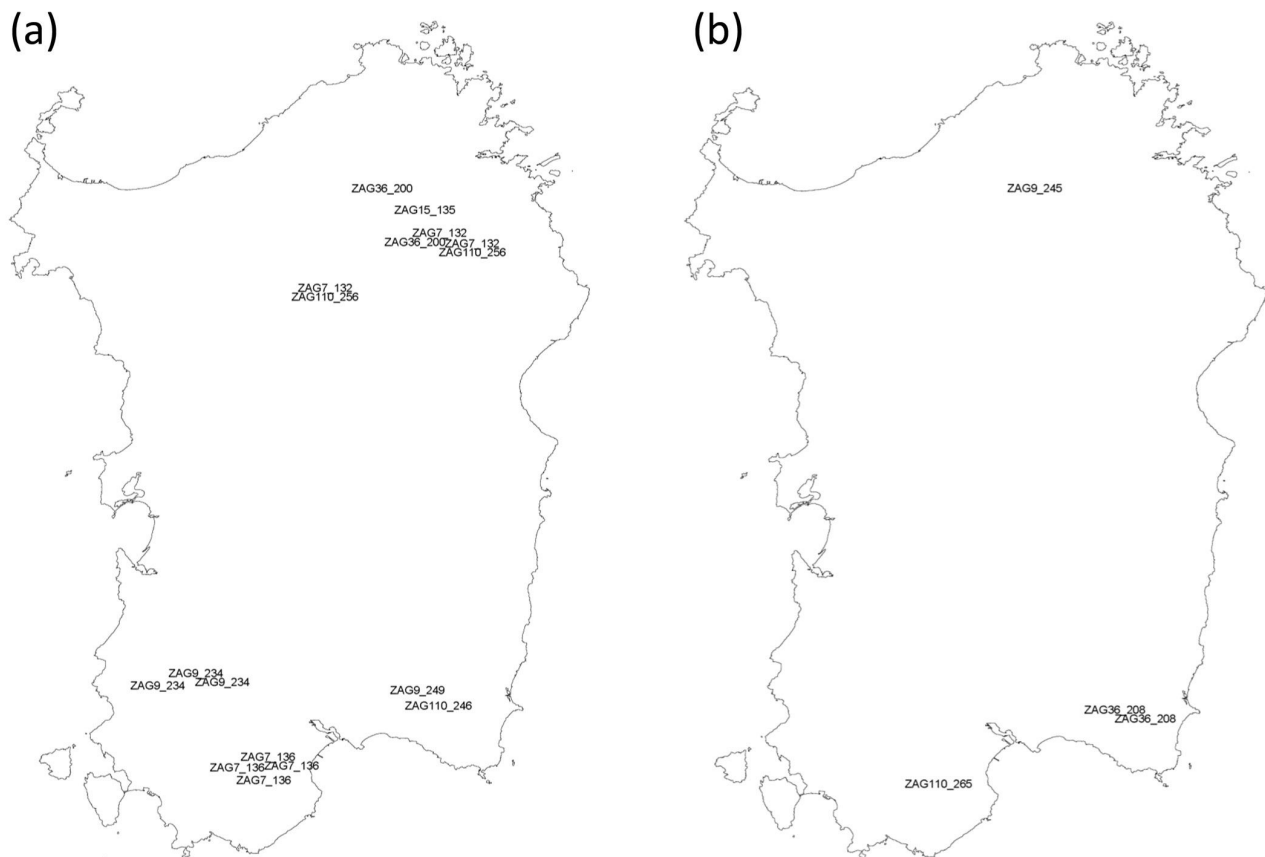 (a)
ZAG36_200
ZAG15_135
ZAG7_132
ZAG36_200
ZAG7_132
ZAG110_256
ZAG7_132
ZAG110_256
ZAG9_234
ZAG9_234
ZAG9_234
ZAG9_249
ZAG110_246
ZAG7_136
ZAG7_136
ZAG7_136
ZAG7_136
(b)
ZAG9_245
ZAG36_208
ZAG36_208
ZAG110_265